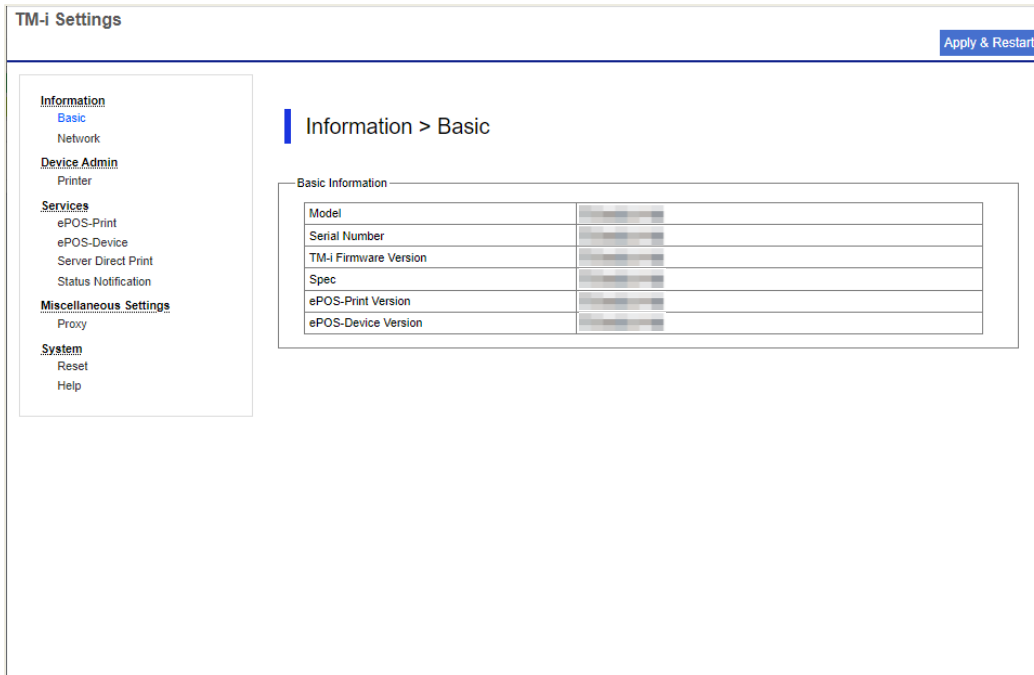 TM-i Settings
Apply & Restart
Information
Basic
Network
Device Admin
Printer
Services
ePOS-Print
ePOS-Device
Server Direct Print
Status Notification
Miscellaneous Settings
Proxy
System
Reset
Help
Information > Basic
Basic Information
Model
Serial Number
TM-i Firmware Version
Spec
ePOS-Print Version
ePOS-Device Version